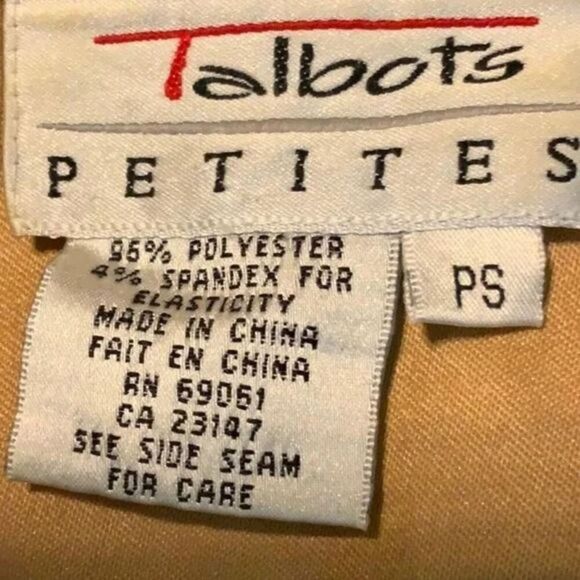 Talbots
PETITES
PS
96% POLYESTER
4% SPANDEX FOR
ELASTICITY
MADE IN CHINA
FAIT EN CHINA
RN 69061
CA 23147
SEE SIDE SEAM
FOR CARE